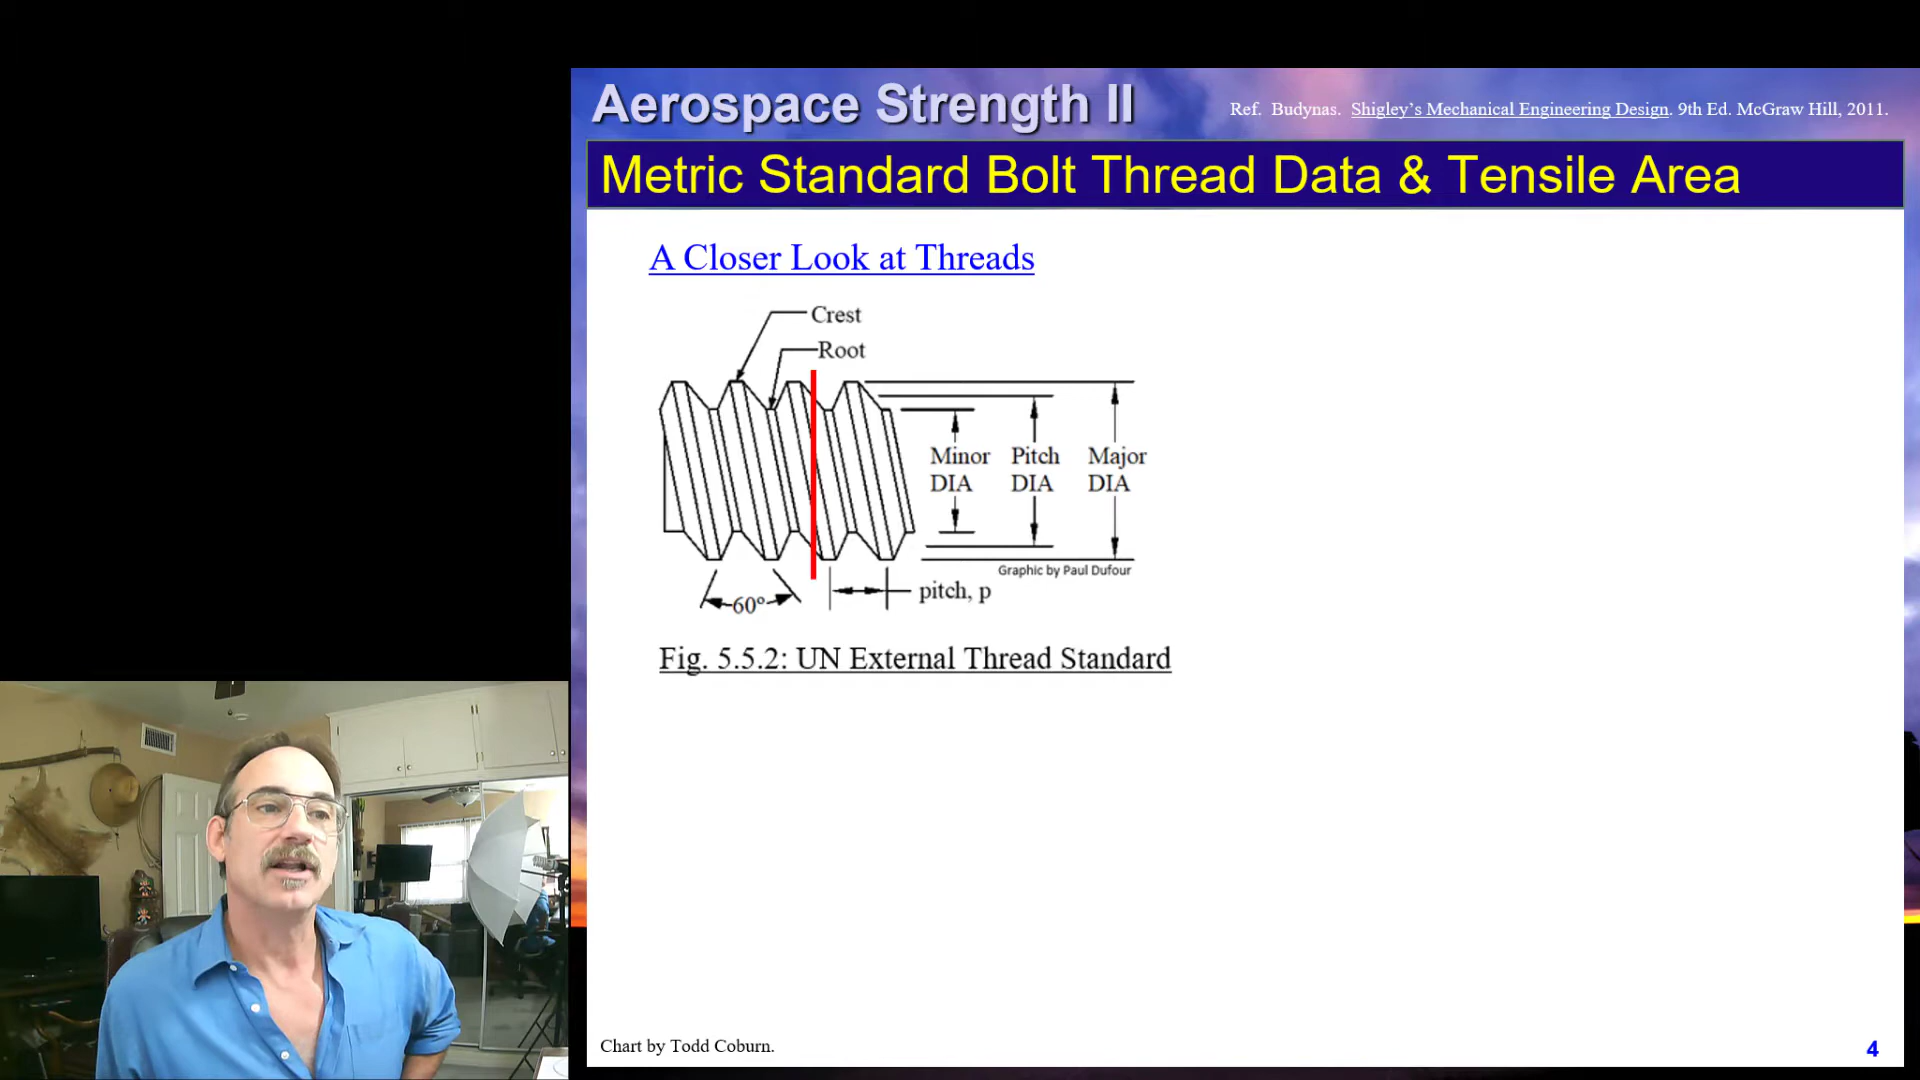 Aerospace Strength II
Ref. Budynas. Shigley's Mechanical Engineering Design. 9th Ed. McGraw Hill, 2011.
Metric Standard Bolt Thread Data & Tensile Area
A Closer Look at Threads
Crest
Root
Minor DIA
Pitch DIA
Major DIA
Graphic by Paul Dufour
60°
pitch, p
Fig. 5.5.2: UN External Thread Standard
Chart by Todd Coburn.
4